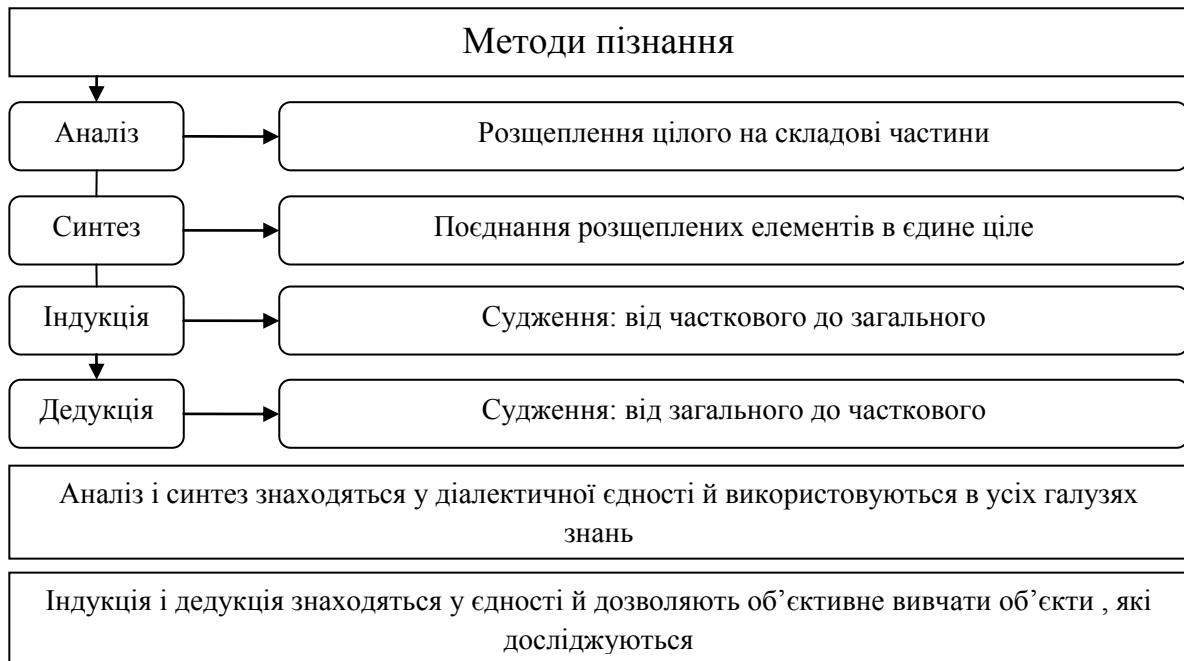 Методи пізнання
Аналіз
Розщеплення цілого на складові частини
Синтез
Поєднання розщеплених елементів в єдине ціле
Індукція
Судження: від часткового до загального
Дедукція
Судження: від загального до часткового
Аналіз і синтез знаходяться у діалектичної єдності й використовуються в усіх галузях
знань
Індукція і дедукція знаходяться у єдності й дозволяють об’єктивне вивчати об’єкти , які
досліджуються